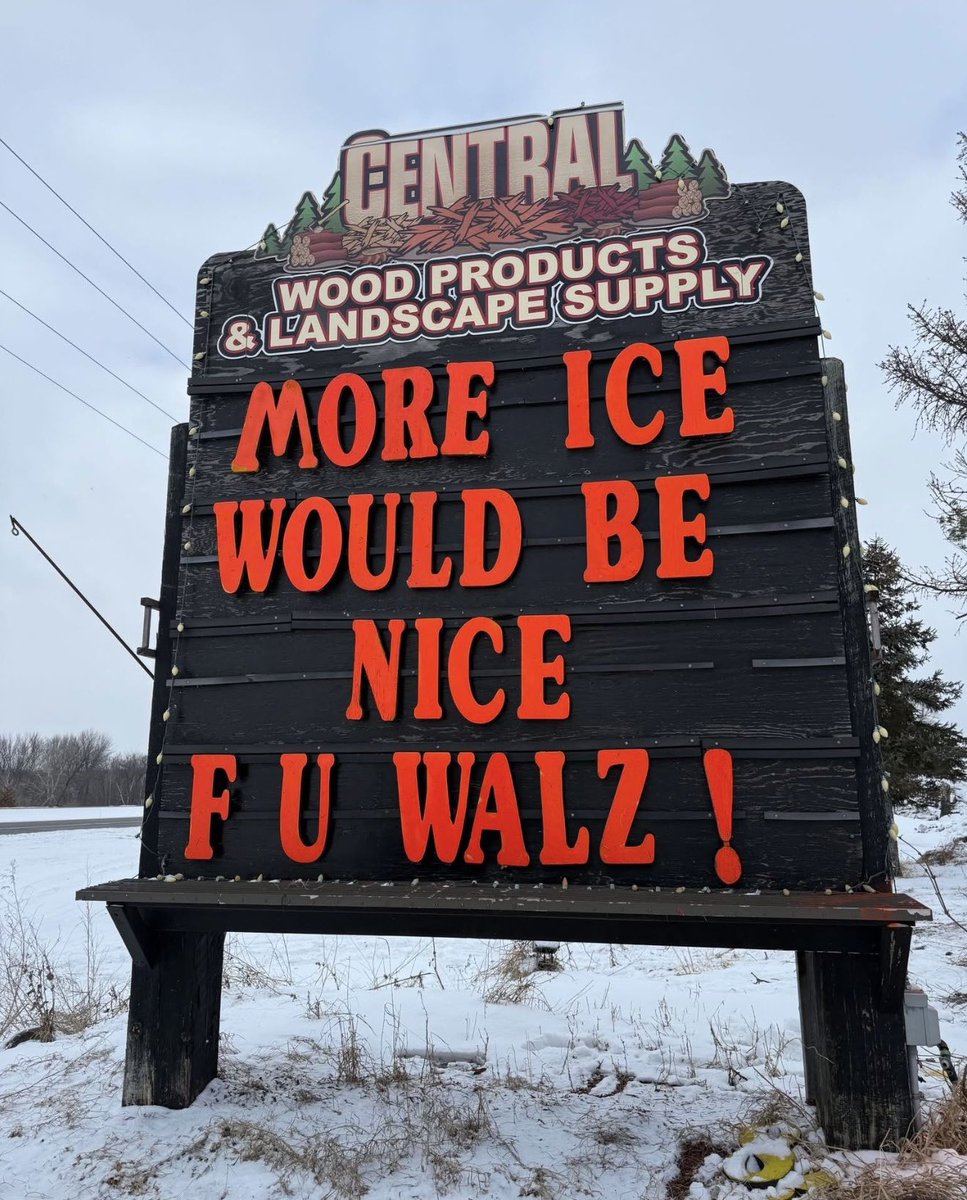 CENTRAL
WOOD PRODUCTS
& LANDSCAPE SUPPLY
MORE ICE
WOULD BE
NICE
F U WALZ!